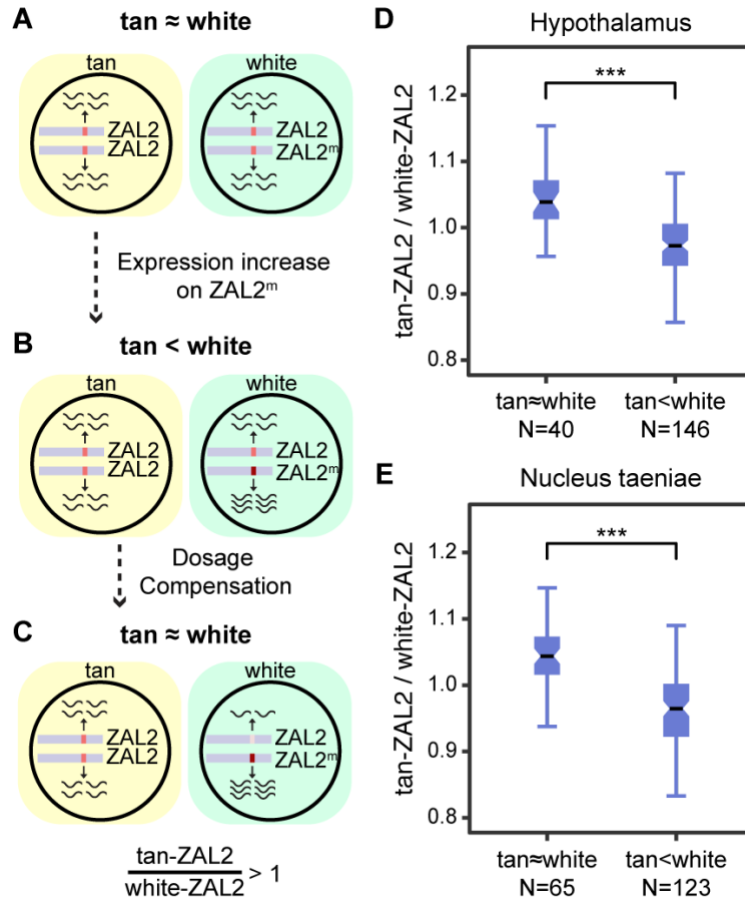 A
tan ≈ white
tan
white
ZAL2
ZAL2
ZAL2
ZAL2ᵐ
Expression increase
on ZAL2ᵐ
B
tan < white
tan
white
ZAL2
ZAL2
ZAL2
ZAL2ᵐ
Dosage
Compensation
C
tan ≈ white
tan
white
ZAL2
ZAL2
ZAL2
ZAL2ᵐ
tan-ZAL2
white-ZAL2 > 1
D
Hypothalamus
tan-ZAL2 / white-ZAL2
1.2
1.1
1.0
0.9
0.8
***
tan≈white
N=40
tan<white
N=146
E
Nucleus taeniae
tan-ZAL2 / white-ZAL2
1.2
1.1
1.0
0.9
0.8
***
tan≈white
N=65
tan<white
N=123